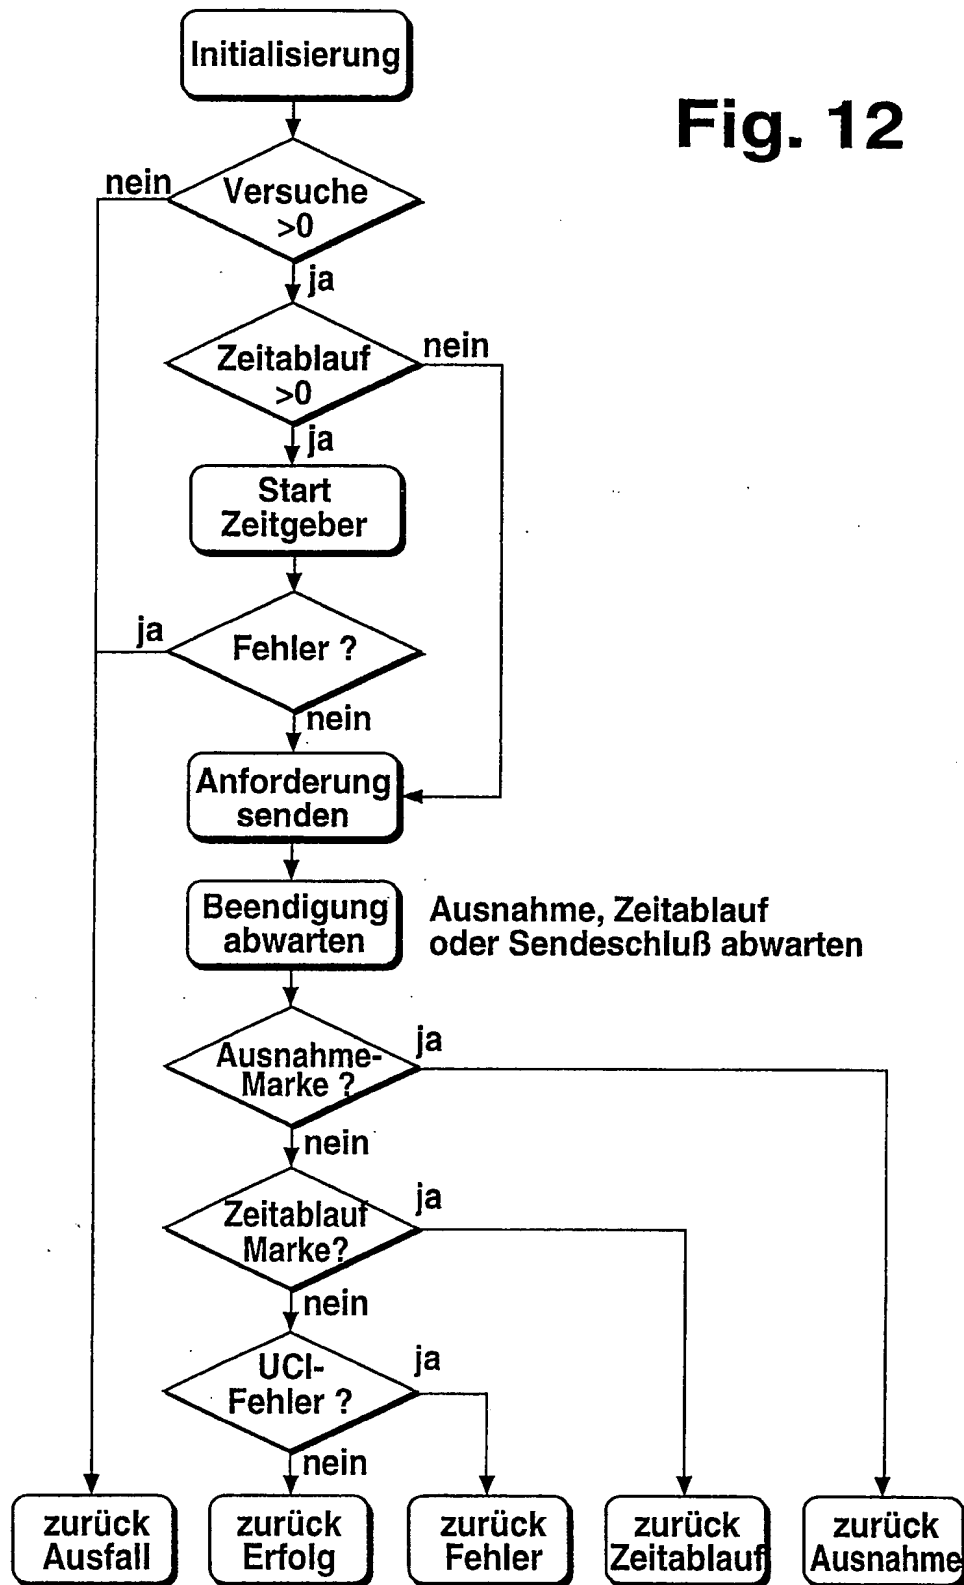 Initialisierung
Fig. 12
nein
Versuche
>0
ja
Zeitablauf
>0
nein
ja
Start
Zeitgeber
ja
Fehler ?
nein
Anforderung
senden
Beendigung
abwarten
Ausnahme, Zeitablauf
oder Sendeschluß abwarten
Ausnahme-
Marke ?
ja
nein
Zeitablauf
Marke?
ja
nein
UCI-
Fehler ?
ja
nein
zurück
Ausfall
zurück
Erfolg
zurück
Fehler
zurück
Zeitablauf
zurück
Ausnahme